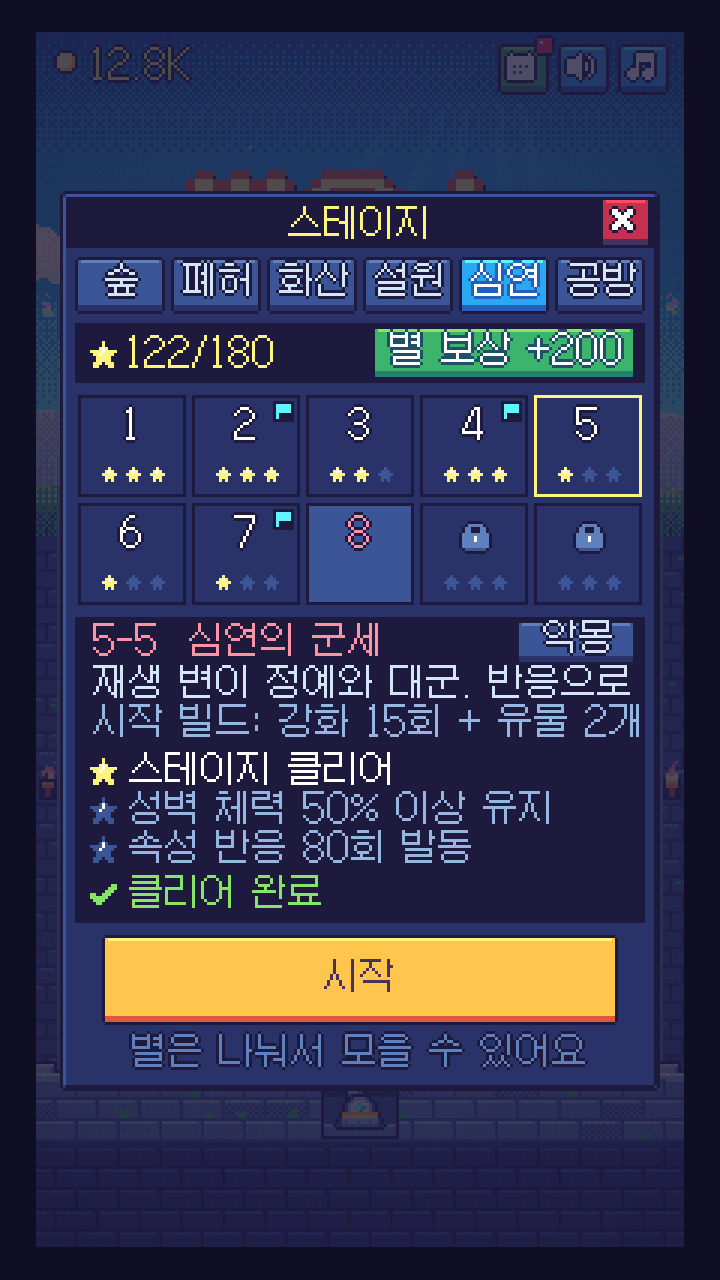 12.8K
스테이지
숲 폐허 화산 설원 심연 공방
122/180 별 보상 +200
1 2 3 4 5
6 7 8
5-5 심연의 군세 악몽
재생 변이 정예와 대군. 반응으로
시작 빌드: 강화 15회 + 유물 2개
스테이지 클리어
성벽 체력 50% 이상 유지
속성 반응 80회 발동
클리어 완료
시작
별은 나눠서 모을 수 있어요